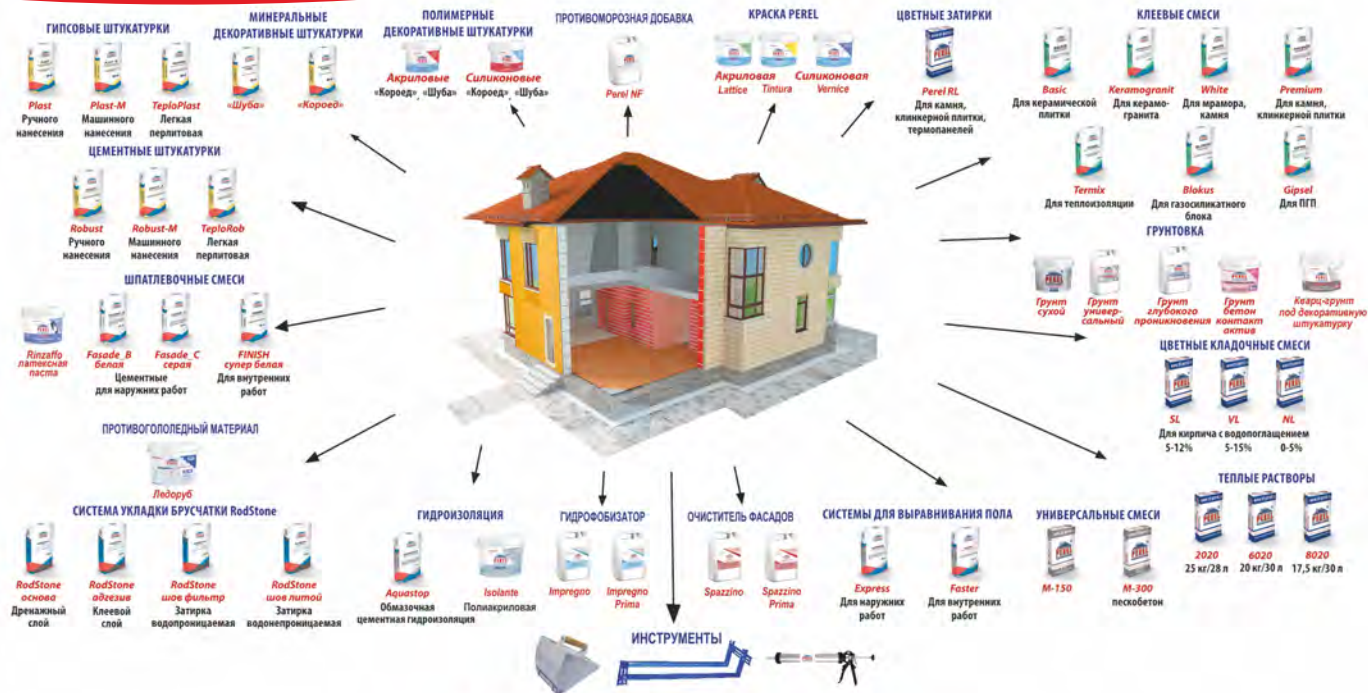 ГИПСОВЫЕ ШТУКАТУРКИ
Plast
Ручного
нанесения
Plast-M
Машинного
нанесения
TeploPlast
Легкая
перлитовая
МИНЕРАЛЬНЫЕ
ДЕКОРАТИВНЫЕ ШТУКАТУРКИ
«Шуба»
«Короед»
ПОЛИМЕРНЫЕ
ДЕКОРАТИВНЫЕ ШТУКАТУРКИ
Акриловые
«Короед», «Шуба»
Силиконовые
«Короед», «Шуба»
ПРОТИВОМОРОЗНАЯ ДОБАВКА
Perel NF
КРАСКА PEREL
Акриловая
Lattice
Tintura
Силиконовая
Vernice
ЦВЕТНЫЕ ЗАТИРКИ
PEREL
Perel RL
Для камня,
клинкерной плитки,
термопанелей
КЛЕЕВЫЕ СМЕСИ
Basic
Для керамической
плитки
Keramogranit
Для керамо-
гранита
White
Для мрамора,
камня
Premium
Для камня,
клинкерной плитки
Termix
Для теплоизоляции
Blokus
Для газосиликатного
блока
Gipsel
Для ПГП
ЦЕМЕНТНЫЕ ШТУКАТУРКИ
Robust
Ручного
нанесения
Robust-M
Машинного
нанесения
TeploRob
Легкая
перлитовая
ГРУНТОВКА
PEREL
Грунт
сухой
Грунт
универ-
сальный
Грунт
глубокого
проникновения
Грунт
бетон
контакт
актив
Кварц-грунт
под декоративную
штукатурку
ШПАТЛЕВОЧНЫЕ СМЕСИ
Rinzaffo
латексная
паста
Fasade_B
белая
Fasade_C
серая
Цементные
для наружних работ
FINISH
супер белая
Для внутренних
работ
ЦВЕТНЫЕ КЛАДОЧНЫЕ СМЕСИ
PEREL
PEREL
PEREL
SL
VL
NL
Для кирпича с водопоглащением
5-12%
5-15%
0-5%
ПРОТИВОГОЛОЛЕДНЫЙ МАТЕРИАЛ
Ледоруб
ТЕПЛЫЕ РАСТВОРЫ
PEREL
PEREL
PEREL
2020
25 кг/28 л
6020
20 кг/30 л
8020
17,5 кг/30 л
СИСТЕМА УКЛАДКИ БРУСЧАТКИ RodStone
RodStone
основа
Дренажный
слой
RodStone
адгезив
Клеевой
слой
RodStone
шов фильтр
Затирка
водопроницаемая
RodStone
шов литой
Затирка
водонепроницаемая
ГИДРОИЗОЛЯЦИЯ
Aquastop
Обмазочная
цементная гидроизоляция
Isolante
Полиакриловая
ГИДРОФОБИЗАТОР
Impregno
Impregno
Prima
ОЧИСТИТЕЛЬ ФАСАДОВ
Spazzino
Spazzino
Prima
СИСТЕМЫ ДЛЯ ВЫРАВНИВАНИЯ ПОЛА
Express
Для наружних
работ
Faster
Для внутренних
работ
УНИВЕРСАЛЬНЫЕ СМЕСИ
PEREL
PEREL
M-150
M-300
пескобетон
ИНСТРУМЕНТЫ